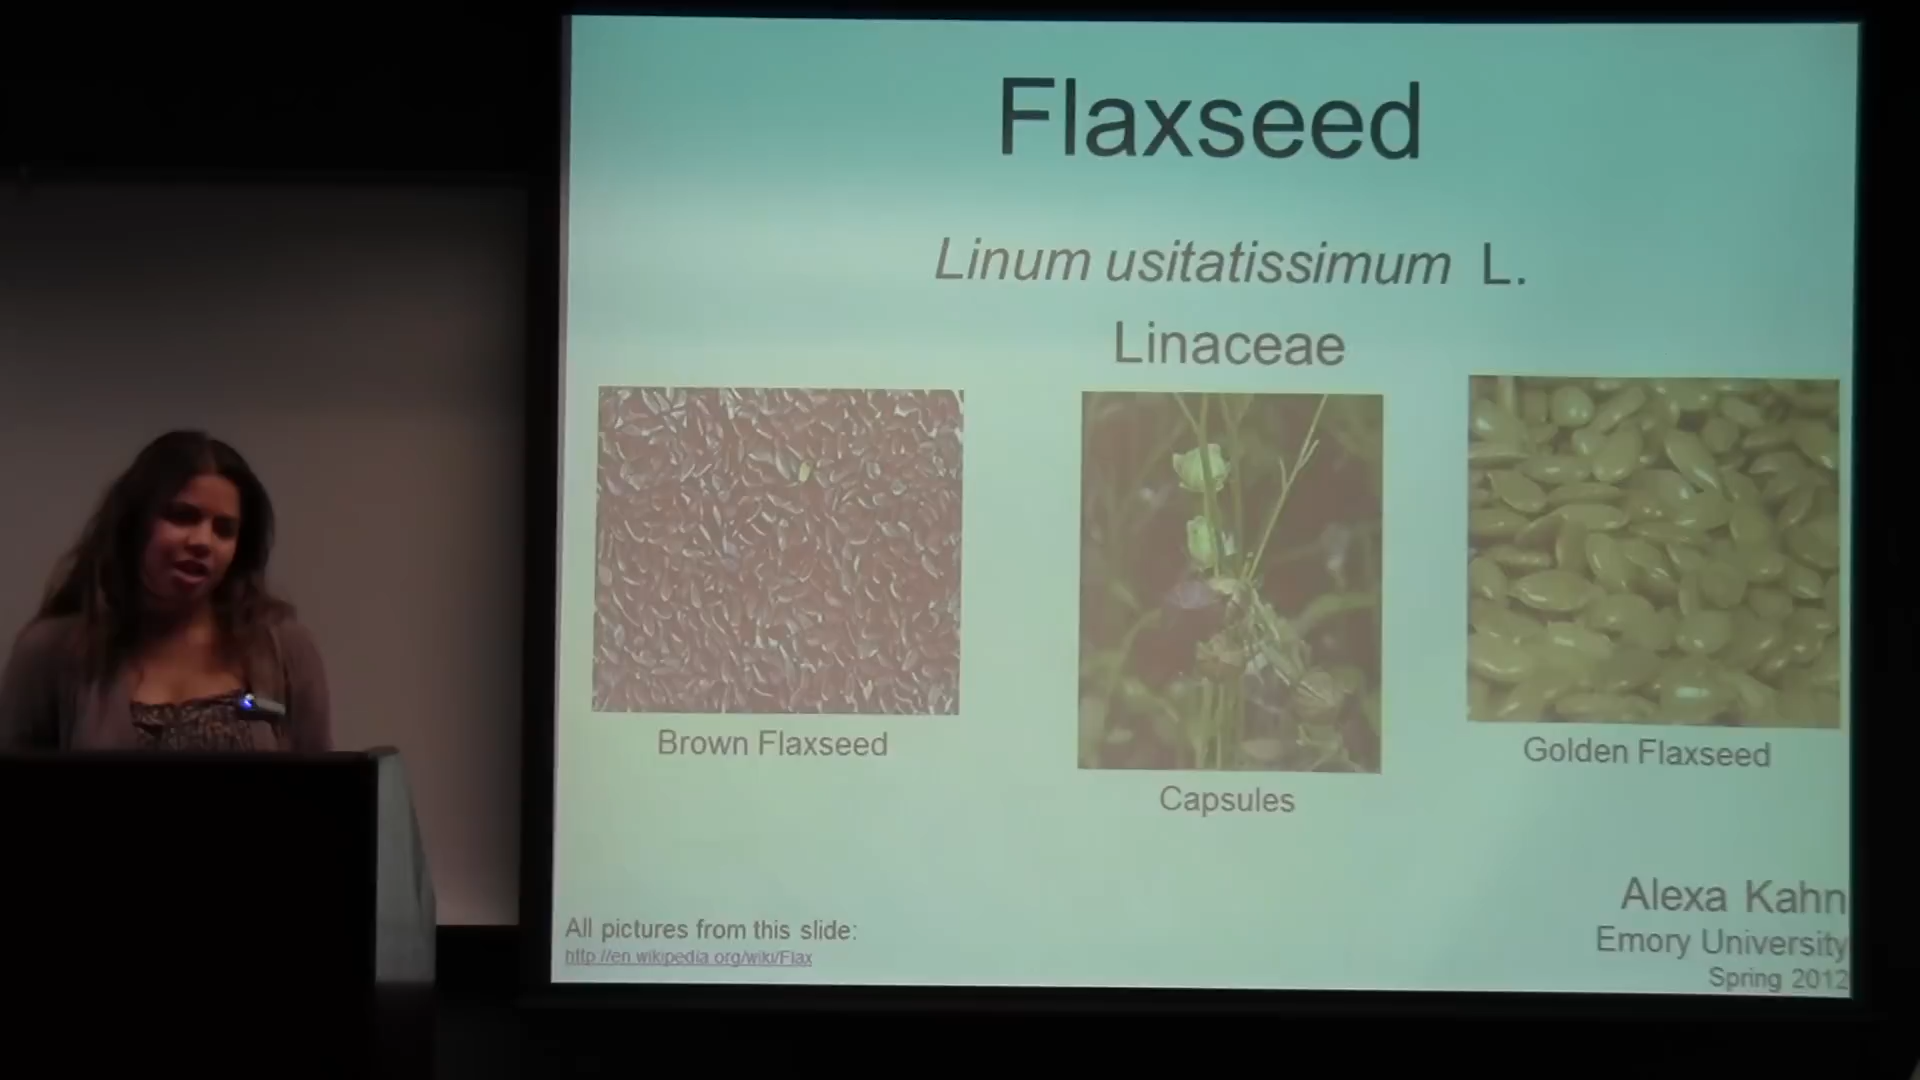 Flaxseed
Linum usitatissimum L.
Linaceae
Brown Flaxseed
Capsules
Golden Flaxseed
All pictures from this slide:
http://en.wikipedia.org/wiki/Flax
Alexa Kahn
Emory University
Spring 2012